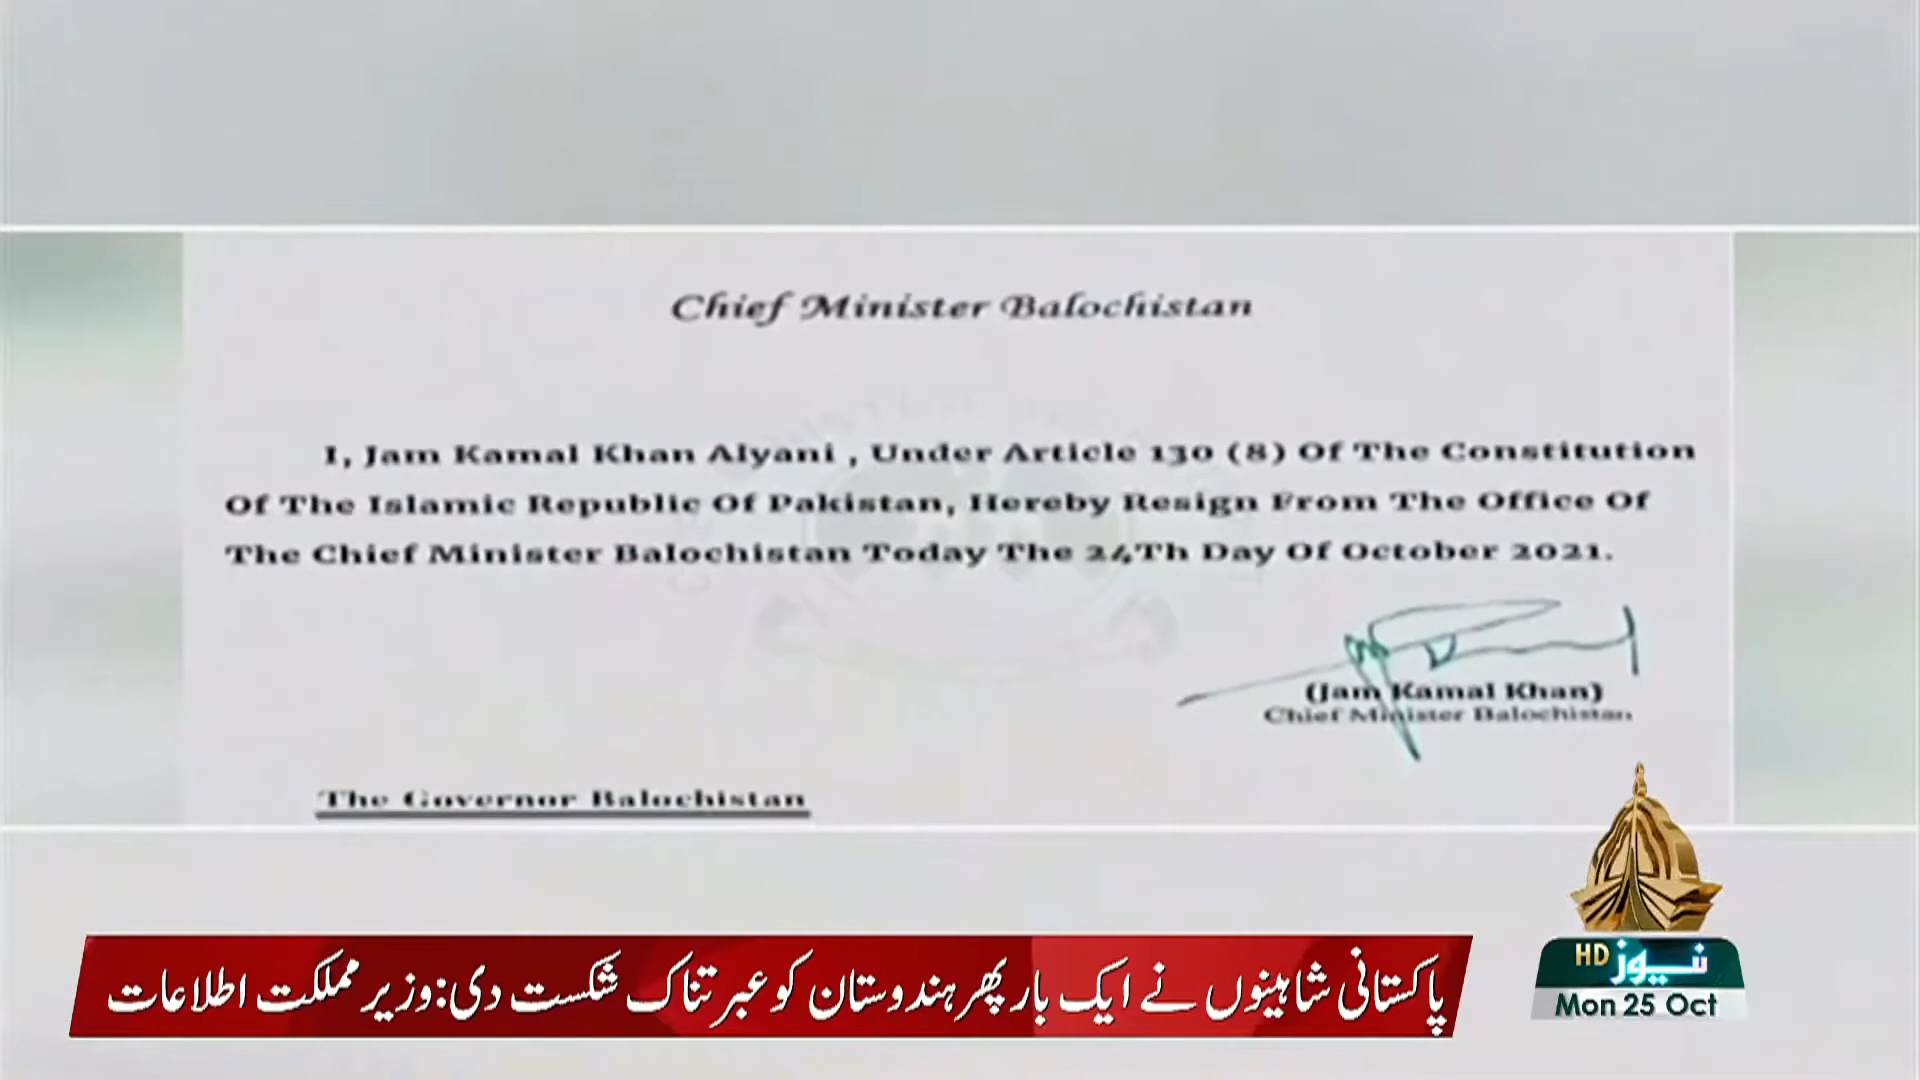 Chief Minister Balochistan
I, Jam Kamal Khan Alyani , Under Article 130 (8) Of The Constitution
Of The Islamic Republic Of Pakistan, Hereby Resign From The Office Of
The Chief Minister Balochistan Today The 24Th Day Of October 2021.
(Jam Kamal Khan)
Chief Minister Balochistan
The Governor Balochistan
پاکستانی شاہینوں نے ایک بار پھر ہندوستان کو عبرتناک شکست دی: وزیر مملکت اطلاعات
HD نیوز
Mon 25 Oct